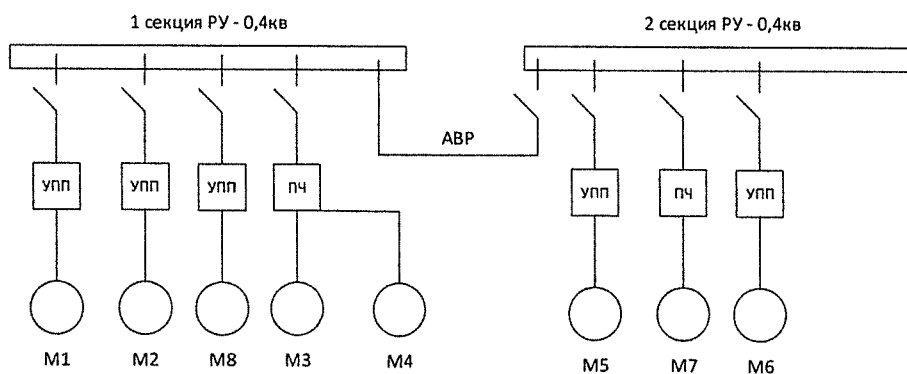 1 секция РУ - 0,4кв 2 секция РУ - 0,4кв
АВР
УПП УПП УПП ПЧ УПП ПЧ УПП
М1 М2 М8 М3 М4 М5 М7 М6